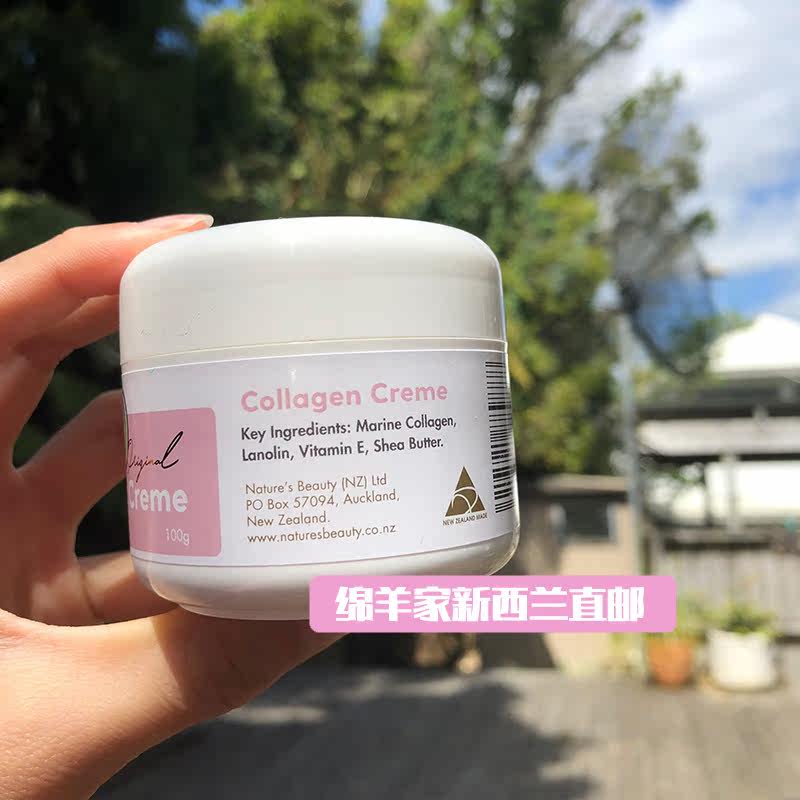 Original
Creme
100g
Collagen Creme
Key Ingredients: Marine Collagen,
Lanolin, Vitamin E, Shea Butter.
Nature's Beauty (NZ) Ltd
PO Box 57094, Auckland,
New Zealand.
www.naturesbeauty.co.nz
NEW ZEALAND MADE
绵羊家新西兰直邮